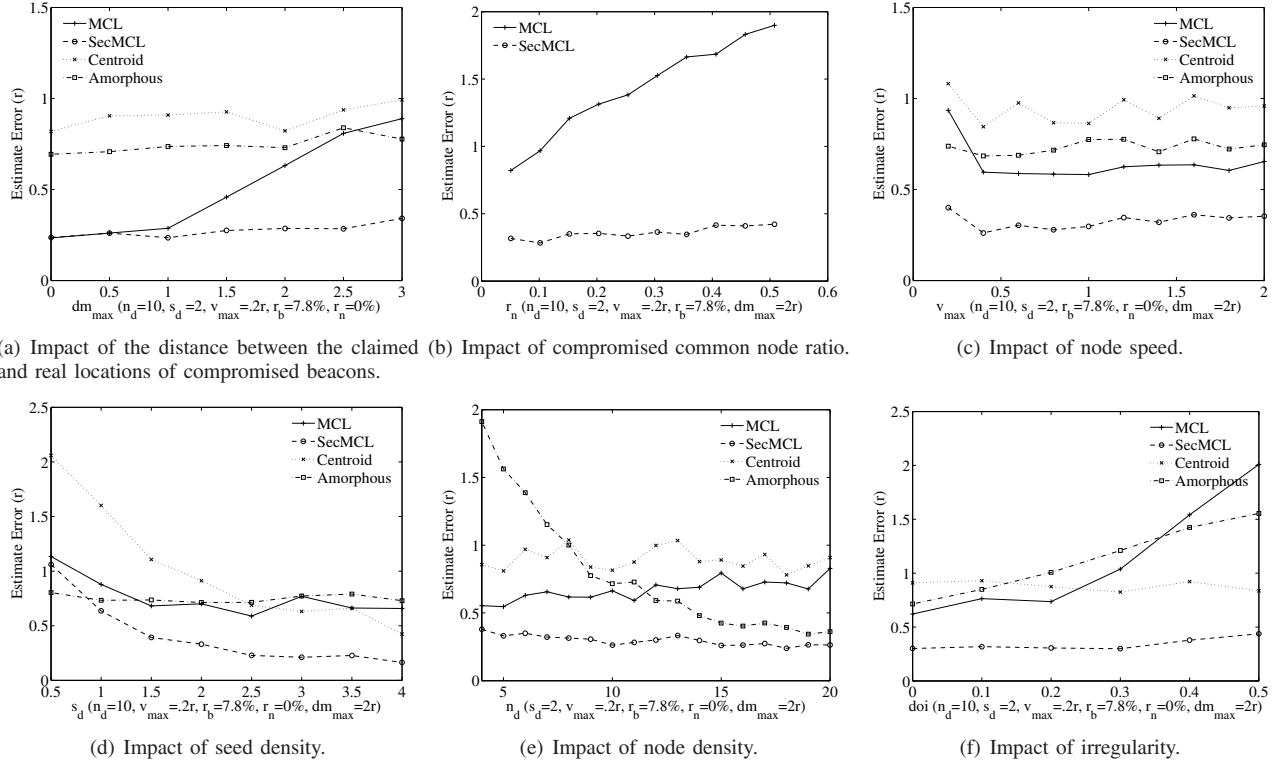 1.5
1
0.5
0
Estimate Error (r)
MCL
SecMCL
Centroid
Amorphous
0 0.5 1 1.5 2 2.5 3
dm_max (n_d=10, s_d=2, v_max=.2r, r_b=7.8%, r_n=0%)
(a) Impact of the distance between the claimed
and real locations of compromised beacons.
2
1.5
1
0.5
0
Estimate Error (r)
MCL
SecMCL
0 0.1 0.2 0.3 0.4 0.5 0.6
r_n (n_d=10, s_d=2, v_max=.2r, r_b=7.8%, dm_max=2r)
(b) Impact of compromised common node ratio.
1.5
1
0.5
0
Estimate Error (r)
MCL
SecMCL
Centroid
Amorphous
0 0.5 1 1.5 2
v_max (n_d=10, s_d=2, r_b=7.8%, r_n=0%, dm_max=2r)
(c) Impact of node speed.
2.5
2
1.5
1
0.5
0
Estimate Error (r)
MCL
SecMCL
Centroid
Amorphous
0.5 1 1.5 2 2.5 3 3.5 4
s_d (n_d=10, v_max=.2r, r_b=7.8%, r_n=0%, dm_max=2r)
(d) Impact of seed density.
2
1.5
1
0.5
0
Estimate Error (r)
MCL
SecMCL
Centroid
Amorphous
5 10 15 20
n_d (s_d=2, v_max=.2r, r_b=7.8%, r_n=0%, dm_max=2r)
(e) Impact of node density.
2.5
2
1.5
1
0.5
0
Estimate Error (r)
MCL
SecMCL
Centroid
Amorphous
0 0.1 0.2 0.3 0.4 0.5
doi (n_d=10, s_d=2, v_max=.2r, r_b=7.8%, r_n=0%, dm_max=2r)
(f) Impact of irregularity.